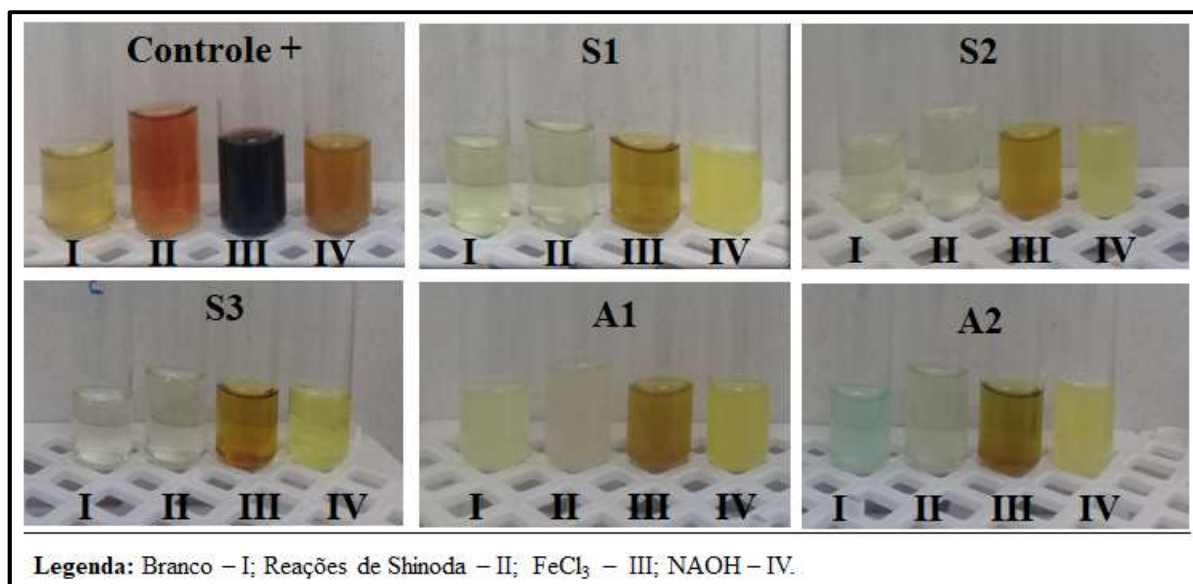 Controle +
S1
S2
I II III IV
I II III IV
I II III IV
S3
A1
A2
I II III IV
I II III IV
I II III IV
Legenda: Branco – I; Reações de Shinoda – II; FeCl₃ – III; NAOH – IV.